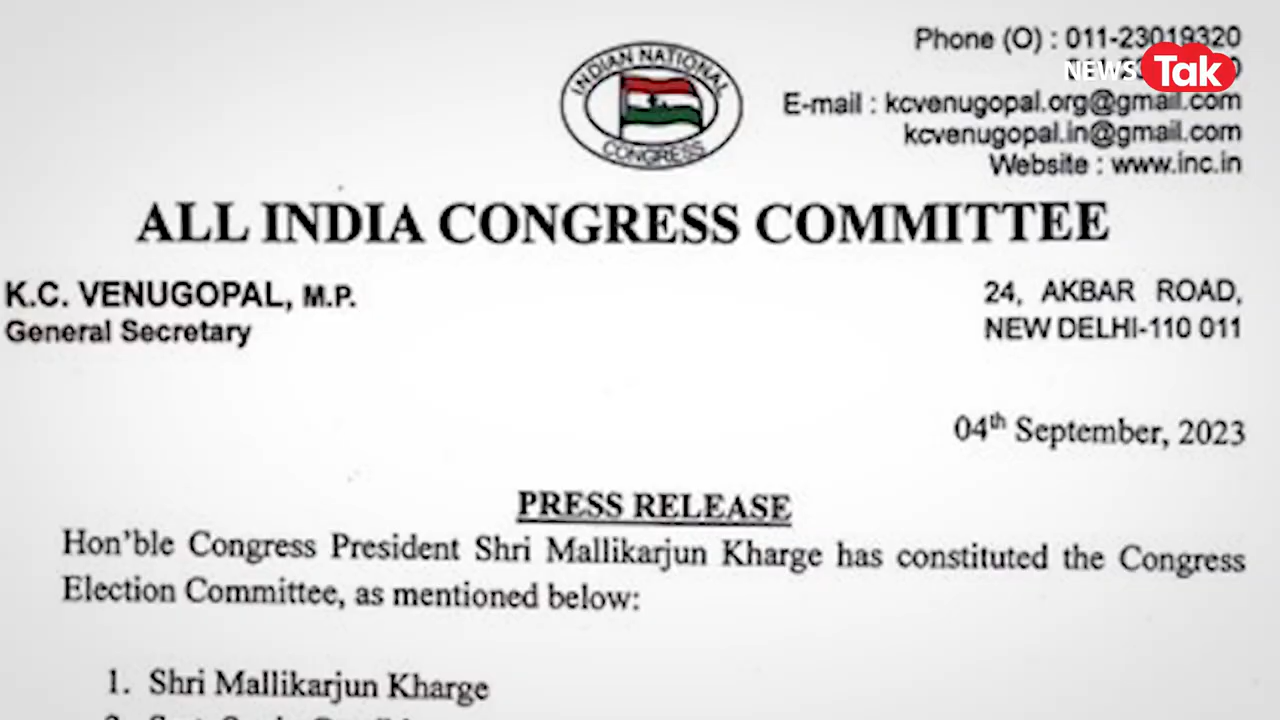 Phone (O) : 011-23019320
NEWS Tak
INDIAN NATIONAL
CONGRESS
E-mail : kcvenugopal.org@gmail.com
kcvenugopal.in@gmail.com
Website : www.inc.in
ALL INDIA CONGRESS COMMITTEE
K.C. VENUGOPAL, M.P.
24, AKBAR ROAD,
General Secretary
NEW DELHI-110 011
04th September, 2023
PRESS RELEASE
Hon'ble Congress President Shri Mallikarjun Kharge has constituted the Congress
Election Committee, as mentioned below:
1. Shri Mallikarjun Kharge